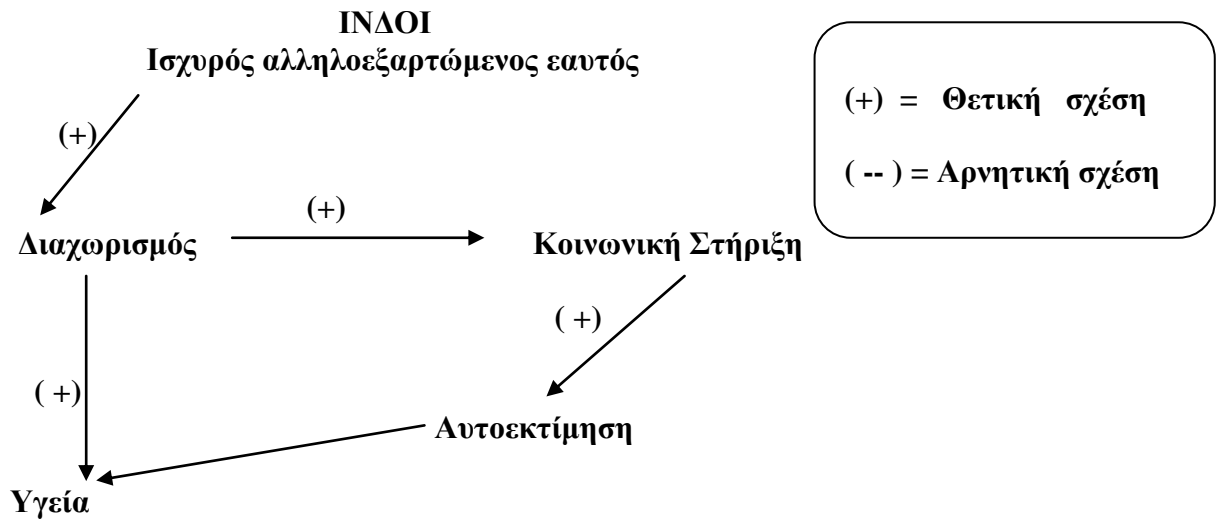 ΙΝΔΟΙ
Ισχυρός αλληλοεξαρτώμενος εαυτός
(+) = Θετική σχέση
( -- ) = Αρνητική σχέση
(+)
(+)
Διαχωρισμός
Κοινωνική Στήριξη
( +)
( +)
Αυτοεκτίμηση
Υγεία